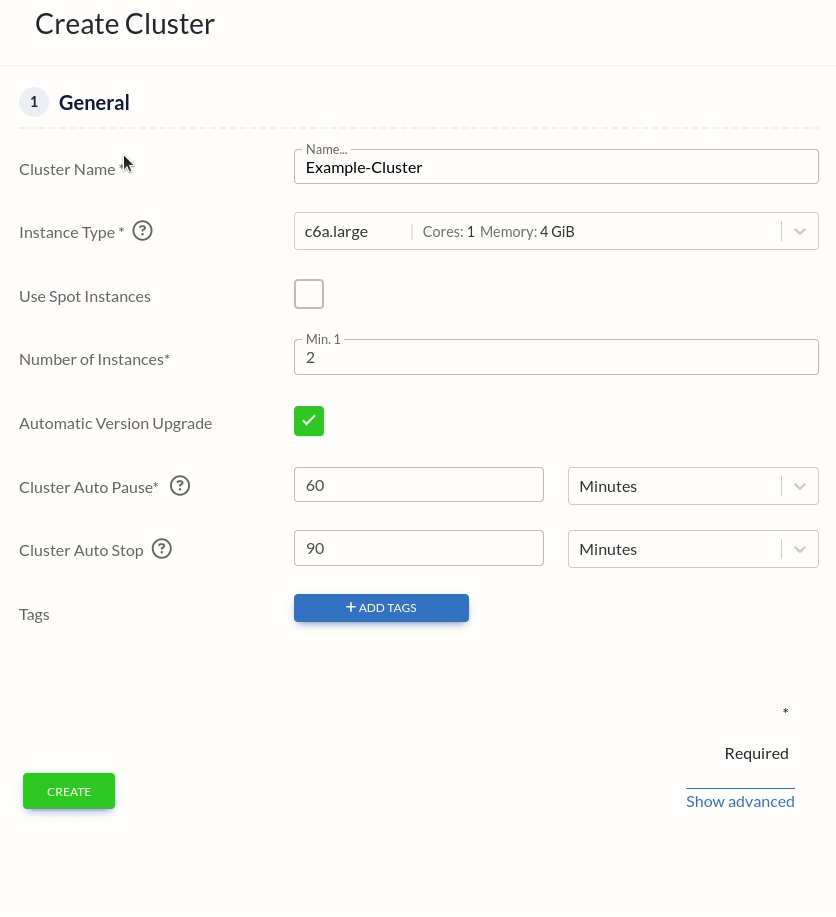 Create Cluster
1 General
Cluster Name *
Name...
Example-Cluster
Instance Type * ?
c6a.large | Cores: 1 Memory: 4 GiB
Use Spot Instances
Number of Instances*
Min. 1
2
Automatic Version Upgrade
Cluster Auto Pause* ?
60
Minutes
Cluster Auto Stop ?
90
Minutes
Tags
+ ADD TAGS
*
Required
CREATE
Show advanced